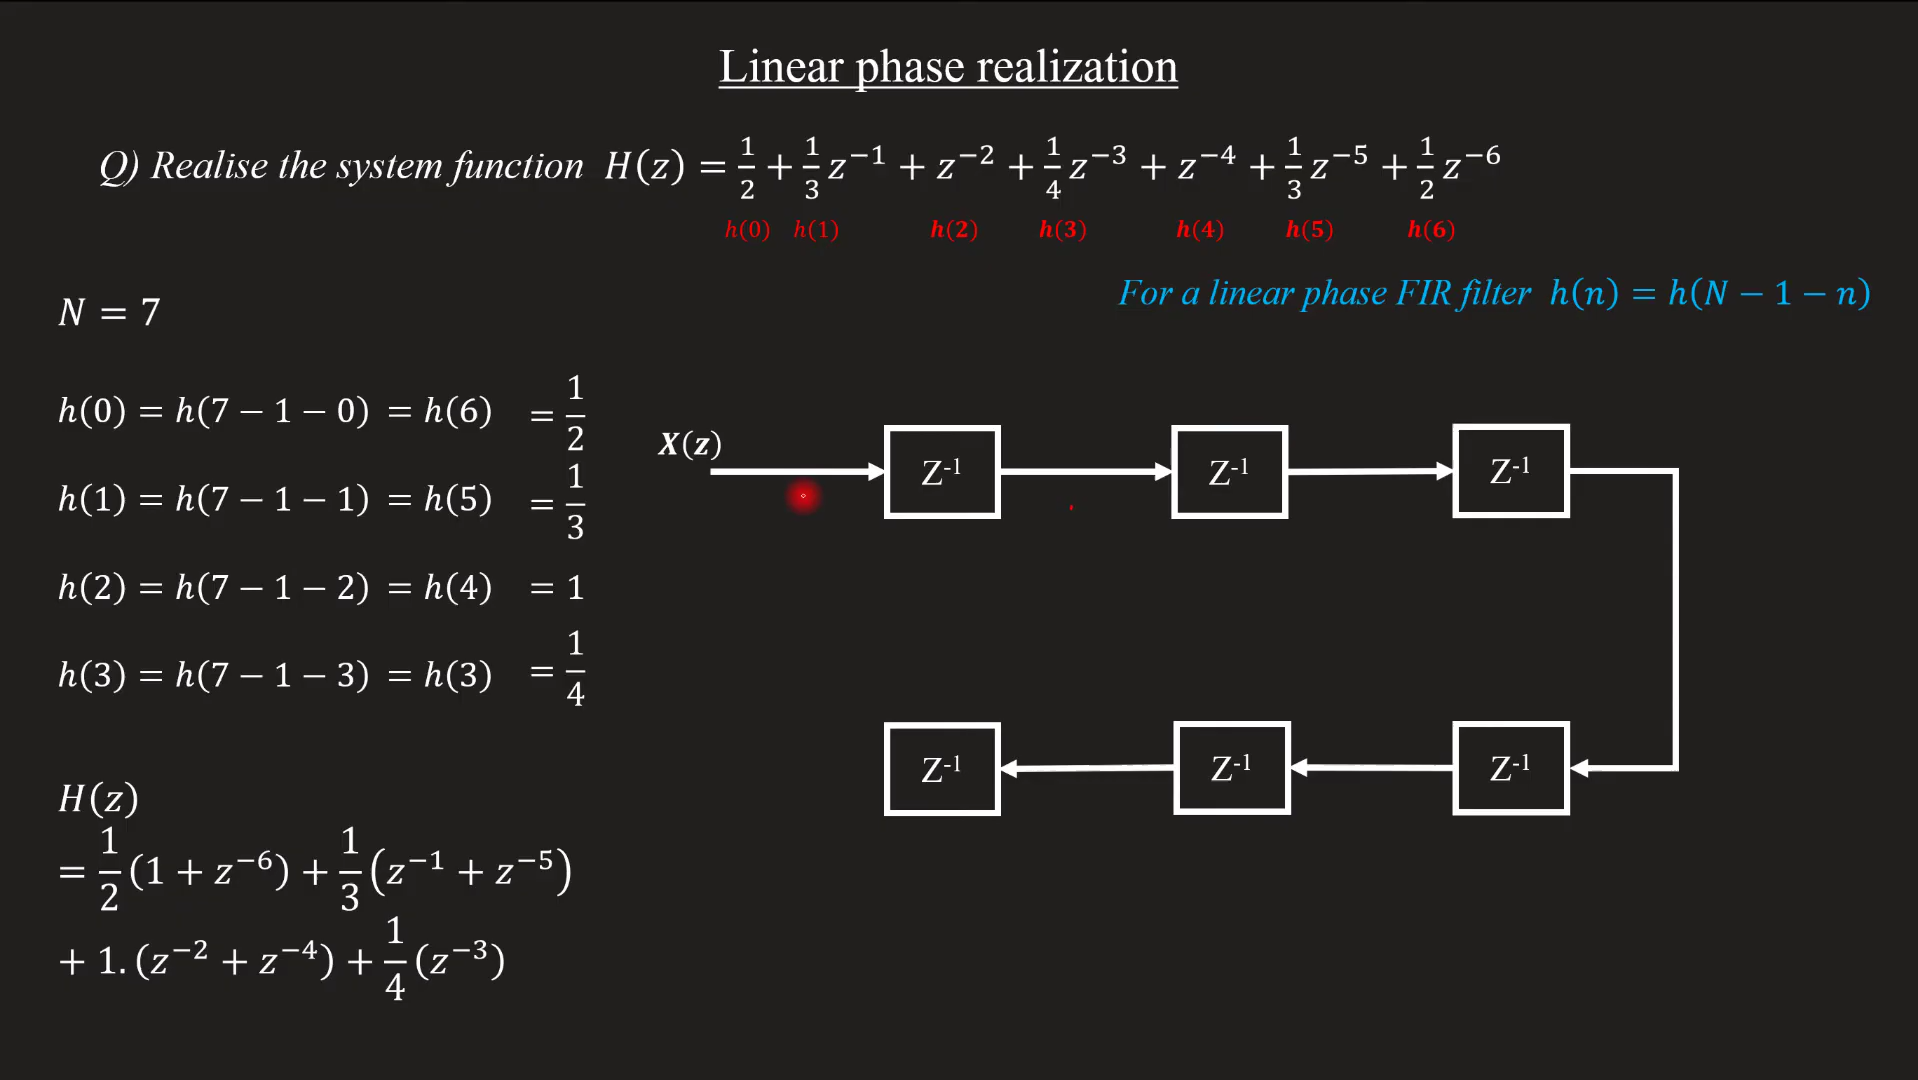 Linear phase realization
Q) Realise the system function H(z) = 1/2 + 1/3 z⁻¹ + z⁻² + 1/4 z⁻³ + z⁻⁴ + 1/3 z⁻⁵ + 1/2 z⁻⁶
h(0) h(1) h(2) h(3) h(4) h(5) h(6)
For a linear phase FIR filter h(n) = h(N − 1 − n)
N = 7
h(0) = h(7 − 1 − 0) = h(6) = 1/2
h(1) = h(7 − 1 − 1) = h(5) = 1/3
h(2) = h(7 − 1 − 2) = h(4) = 1
h(3) = h(7 − 1 − 3) = h(3) = 1/4
H(z)
= 1/2 (1 + z⁻⁶) + 1/3 (z⁻¹ + z⁻⁵)
+ 1. (z⁻² + z⁻⁴) + 1/4 (z⁻³)
X(z)
Z⁻¹ Z⁻¹ Z⁻¹
Z⁻¹ Z⁻¹ Z⁻¹